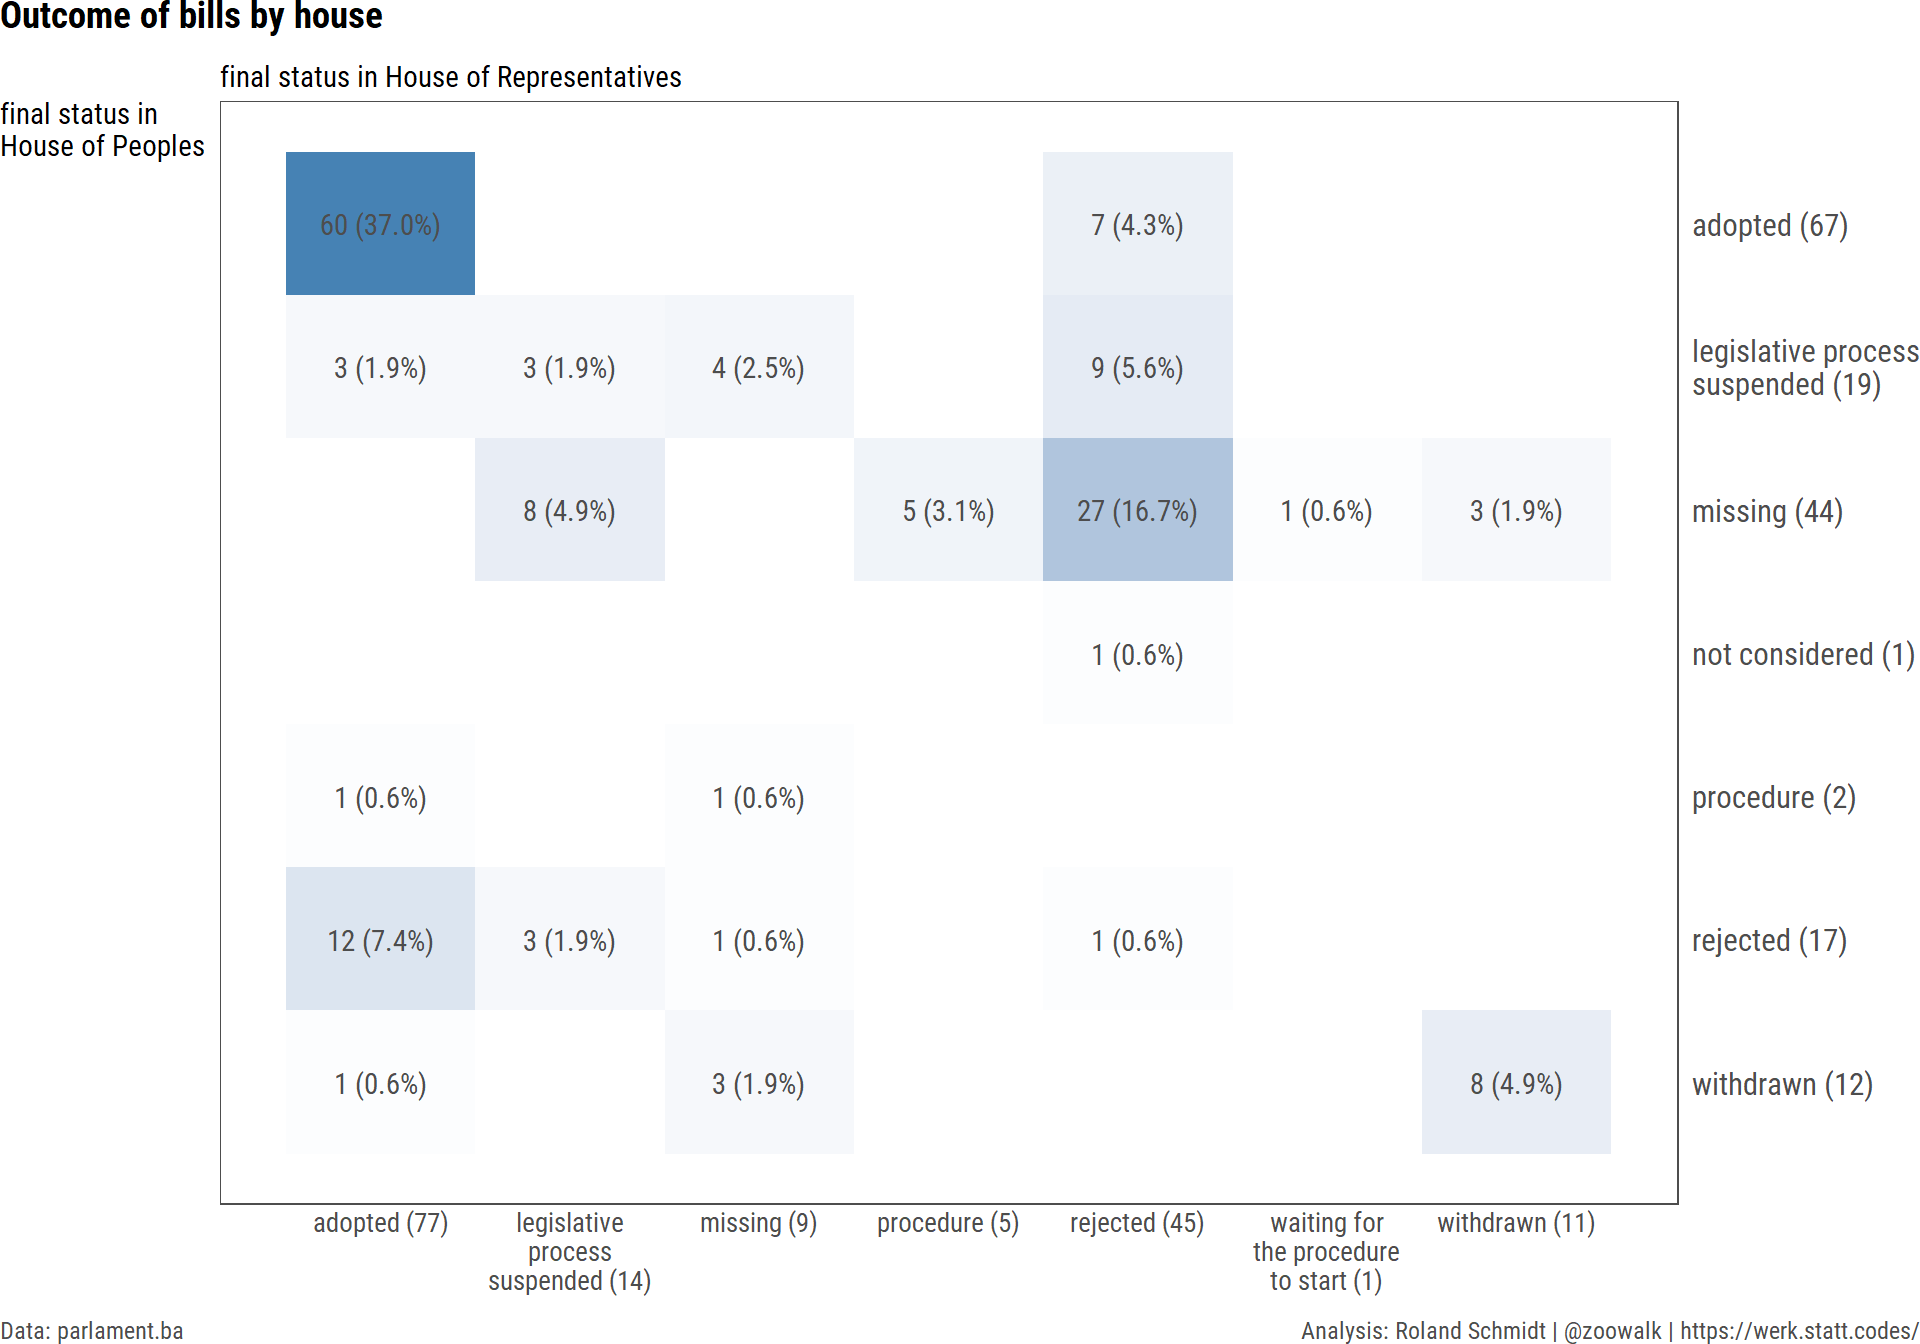 Outcome of bills by house
final status in House of Representatives
final status in
House of Peoples
60 (37.0%)
7 (4.3%)
adopted (67)
3 (1.9%)
3 (1.9%)
4 (2.5%)
9 (5.6%)
legislative process
suspended (19)
8 (4.9%)
5 (3.1%)
27 (16.7%)
1 (0.6%)
3 (1.9%)
missing (44)
1 (0.6%)
not considered (1)
1 (0.6%)
1 (0.6%)
procedure (2)
12 (7.4%)
3 (1.9%)
1 (0.6%)
1 (0.6%)
rejected (17)
1 (0.6%)
3 (1.9%)
8 (4.9%)
withdrawn (12)
adopted (77)
legislative
process
suspended (14)
missing (9)
procedure (5)
rejected (45)
waiting for
the procedure
to start (1)
withdrawn (11)
Data: parlament.ba
Analysis: Roland Schmidt | @zoowalk | https://werk.statt.codes/